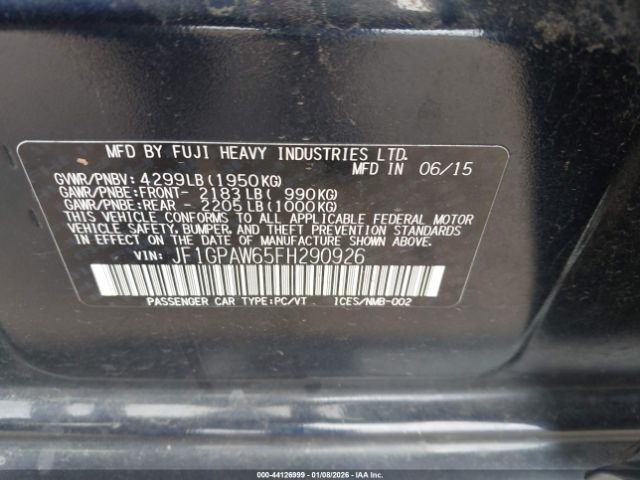 MFD BY FUJI HEAVY INDUSTRIES LTD.
MFD IN 06/15
GVWR/PNBV: 4299LB(1950KG)
GAWR/PNBE:FRONT- 2183LB( 990KG)
GAWR/PNBE:REAR - 2205LB(1000KG)
THIS VEHICLE CONFORMS TO ALL APPLICABLE FEDERAL MOTOR
VEHICLE SAFETY, BUMPER, AND THEFT PREVENTION STANDARDS
IN EFFECT ON THE DATE OF MANUFACTURE SHOWN ABOVE.
VIN: JF1GPAW65FH290926
PASSENGER CAR TYPE:PC/VT ICES/NMB-002
000-44126999 (IAA) 01/08/2026 - COPYRIGHT IAA, LLC